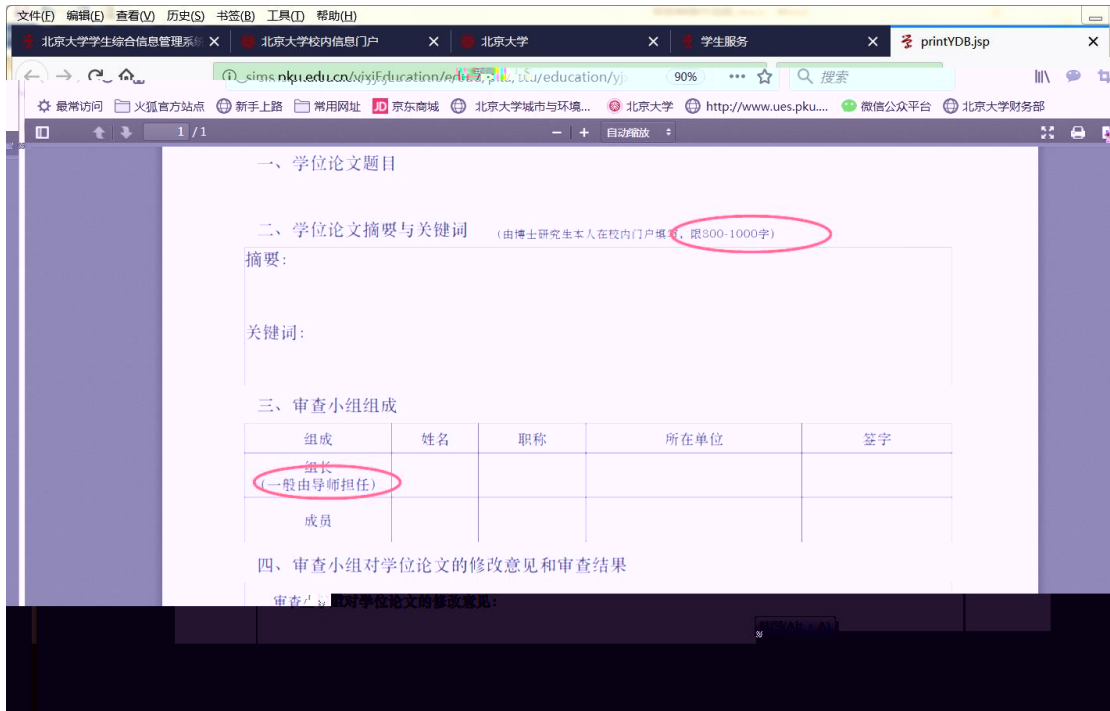 文件(F) 编辑(E) 查看(V) 历史(S) 书签(B) 工具(T) 帮助(H)
北京大学学生综合信息管理系统 北京大学校内信息门户 北京大学 学生服务 printYDB.jsp
sims.pku.edu.cn 90% ··· 搜索
最常访问 火狐官方站点 新手上路 常用网址 JD 京东商城 北京大学城市与环境... 北京大学 http://www.ues.pku.... 微信公众平台 北京大学财务部
1 / 1 − + 自动缩放
一、学位论文题目
二、学位论文摘要与关键词 (由博士研究生本人在校内门户填写，限800-1000字)
摘要:
关键词:
三、审查小组组成
组成 姓名 职称 所在单位 签字
组长
(一般由导师担任)
成员
四、审查小组对学位论文的修改意见和审查结果
审查小组对学位论文的修改意见: